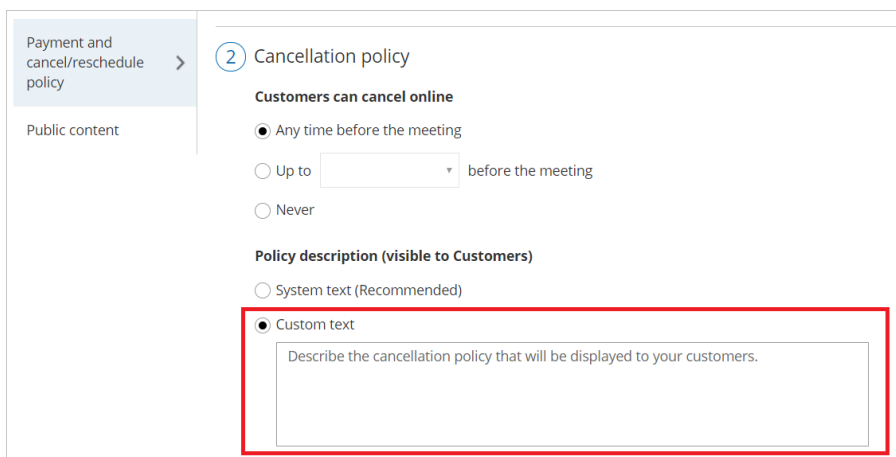 Payment and
cancel/reschedule
policy
Public content
2 Cancellation policy
Customers can cancel online
Any time before the meeting
Up to before the meeting
Never
Policy description (visible to Customers)
System text (Recommended)
Custom text
Describe the cancellation policy that will be displayed to your customers.